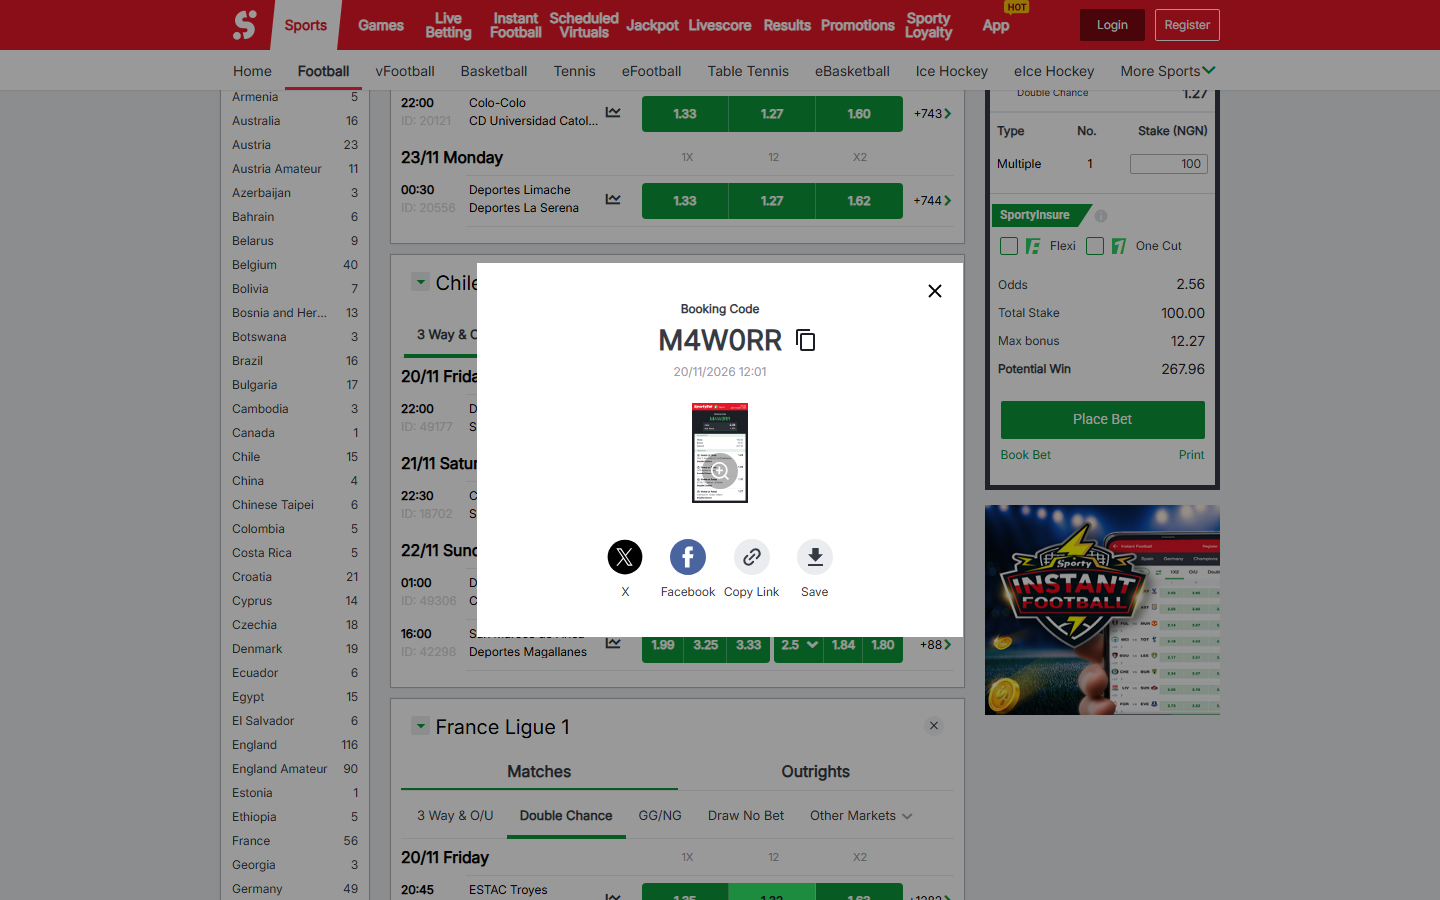 Sports
Games
Live Betting
Instant Football
Scheduled Virtuals
Jackpot
Livescore
Results
Promotions
Sporty Loyalty
App
HOT
Login
Register
Home
Football
vFootball
Basketball
Tennis
eFootball
Table Tennis
eBasketball
Ice Hockey
eIce Hockey
More Sports
Armenia 5
Australia 16
Austria 23
Austria Amateur 11
Azerbaijan 3
Bahrain 6
Belarus 9
Belgium 40
Bolivia 7
Bosnia and Her... 13
Botswana 3
Brazil 16
Bulgaria 17
Cambodia 3
Canada 1
Chile 15
China 4
Chinese Taipei 6
Colombia 5
Costa Rica 5
Croatia 21
Cyprus 14
Czechia 18
Denmark 19
Ecuador 6
Egypt 15
El Salvador 6
England 116
England Amateur 90
Estonia 1
Ethiopia 5
France 56
Georgia 3
Germany 49
22:00 Colo-Colo
ID: 20121 CD Universidad Catol...
1.33 1.27 1.60 +743
23/11 Monday 1X 12 X2
00:30 Deportes Limache
ID: 20556 Deportes La Serena
1.33 1.27 1.62 +744
Chile
3 Way & O
20/11 Frida
22:00 D
ID: 49177 S
21/11 Satur
22:30 C
ID: 18702 S
22/11 Sund
01:00 D
ID: 49306 C
16:00
ID: 42298 Deportes Magallanes
1.99 3.25 3.33 2.5 1.84 1.80 +88
Booking Code
M4W0RR
20/11/2026 12:01
X
Facebook
Copy Link
Save
France Ligue 1
Matches
Outrights
3 Way & O/U
Double Chance
GG/NG
Draw No Bet
Other Markets
20/11 Friday 1X 12 X2
20:45 ESTAC Troyes
Double Chance 1.27
Type No. Stake (NGN)
Multiple 1 100
SportyInsure
Flexi
One Cut
Odds 2.56
Total Stake 100.00
Max bonus 12.27
Potential Win 267.96
Place Bet
Book Bet
Print
Sporty
INSTANT
FOOTBALL